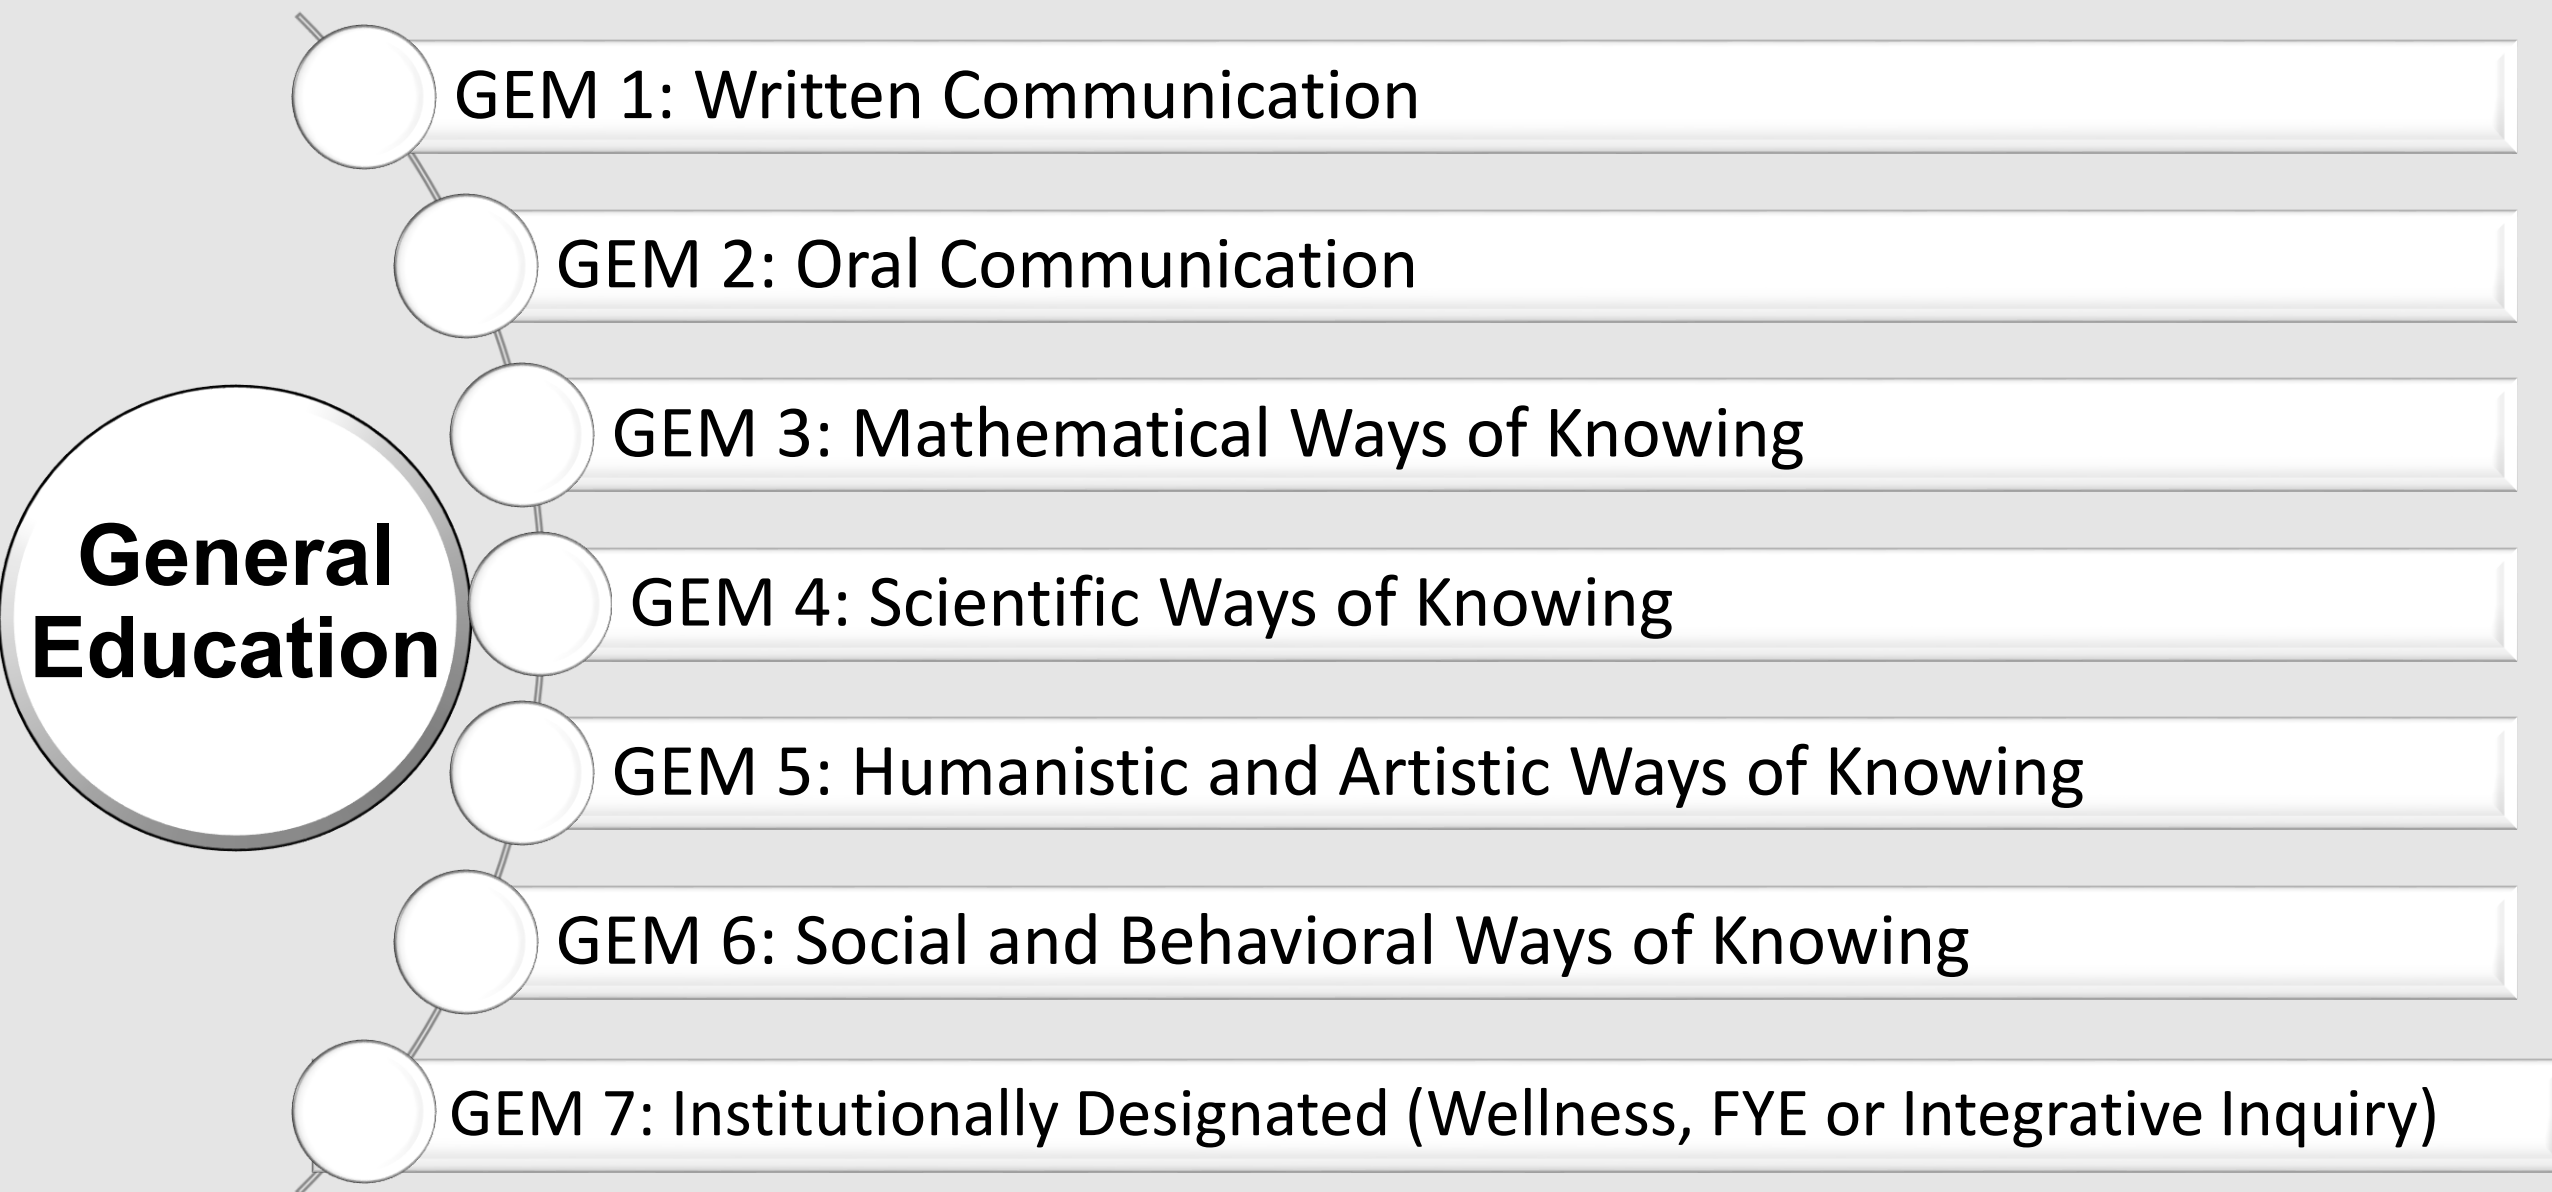 GEM 1: Written Communication
GEM 2: Oral Communication
GEM 3: Mathematical Ways of Knowing
General
Education
GEM 4: Scientific Ways of Knowing
GEM 5: Humanistic and Artistic Ways of Knowing
GEM 6: Social and Behavioral Ways of Knowing
GEM 7: Institutionally Designated (Wellness, FYE or Integrative Inquiry)